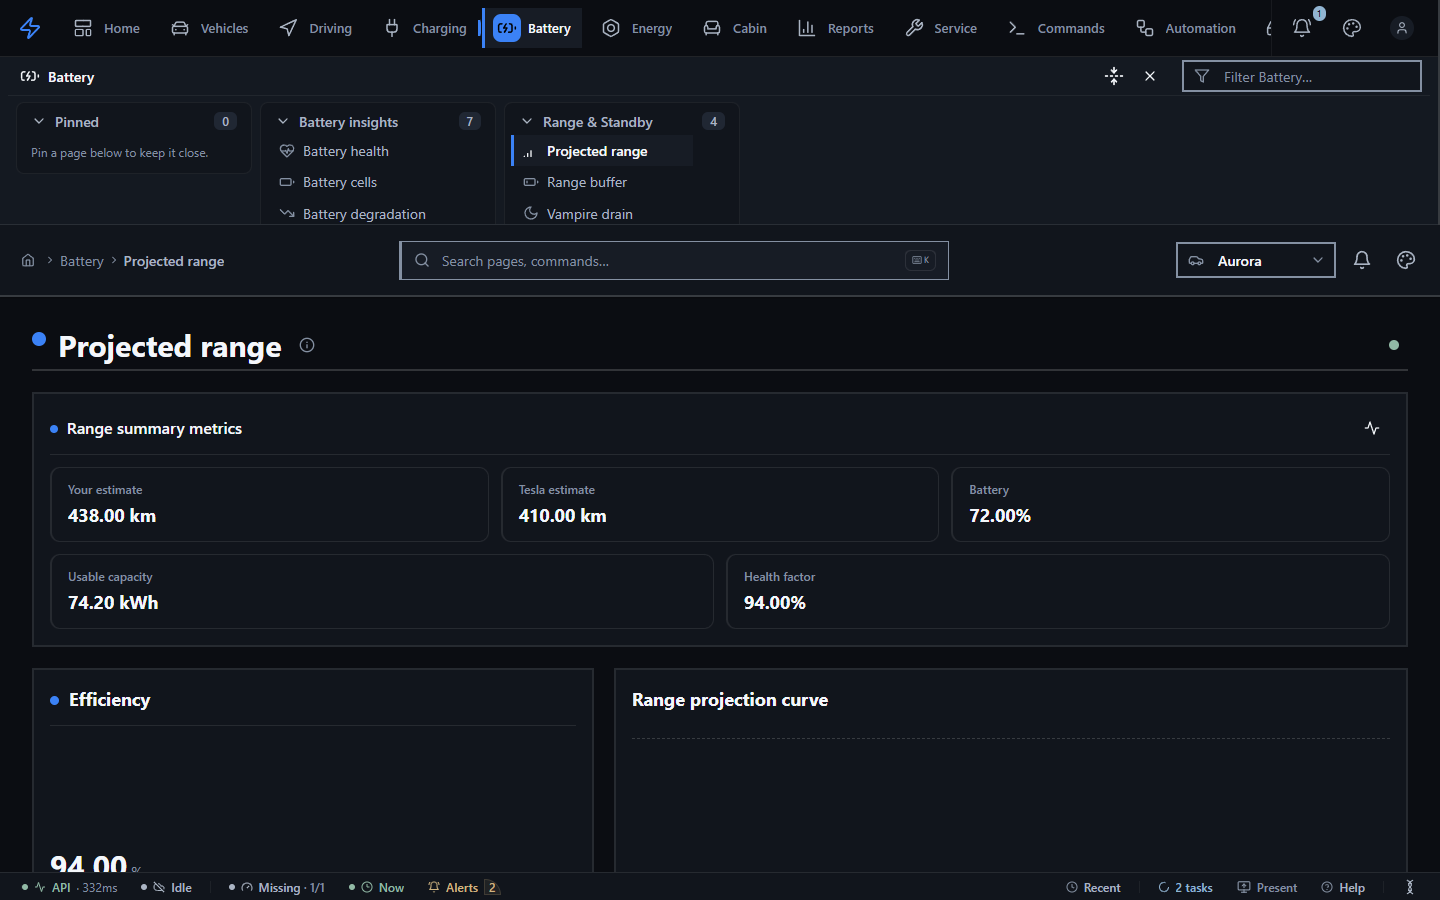 Home Vehicles Driving Charging Battery Energy Cabin Reports Service Commands Automation 1
Battery Filter Battery...
Pinned 0
Pin a page below to keep it close.
Battery insights 7
Battery health
Battery cells
Battery degradation
Range & Standby 4
Projected range
Range buffer
Vampire drain
Battery Projected range Search pages, commands... K Aurora
Projected range
Range summary metrics
Your estimate
438.00 km
Tesla estimate
410.00 km
Battery
72.00%
Usable capacity
74.20 kWh
Health factor
94.00%
Efficiency
94.00 %
Range projection curve
API · 332ms Idle Missing · 1/1 Now Alerts 2 Recent 2 tasks Present Help